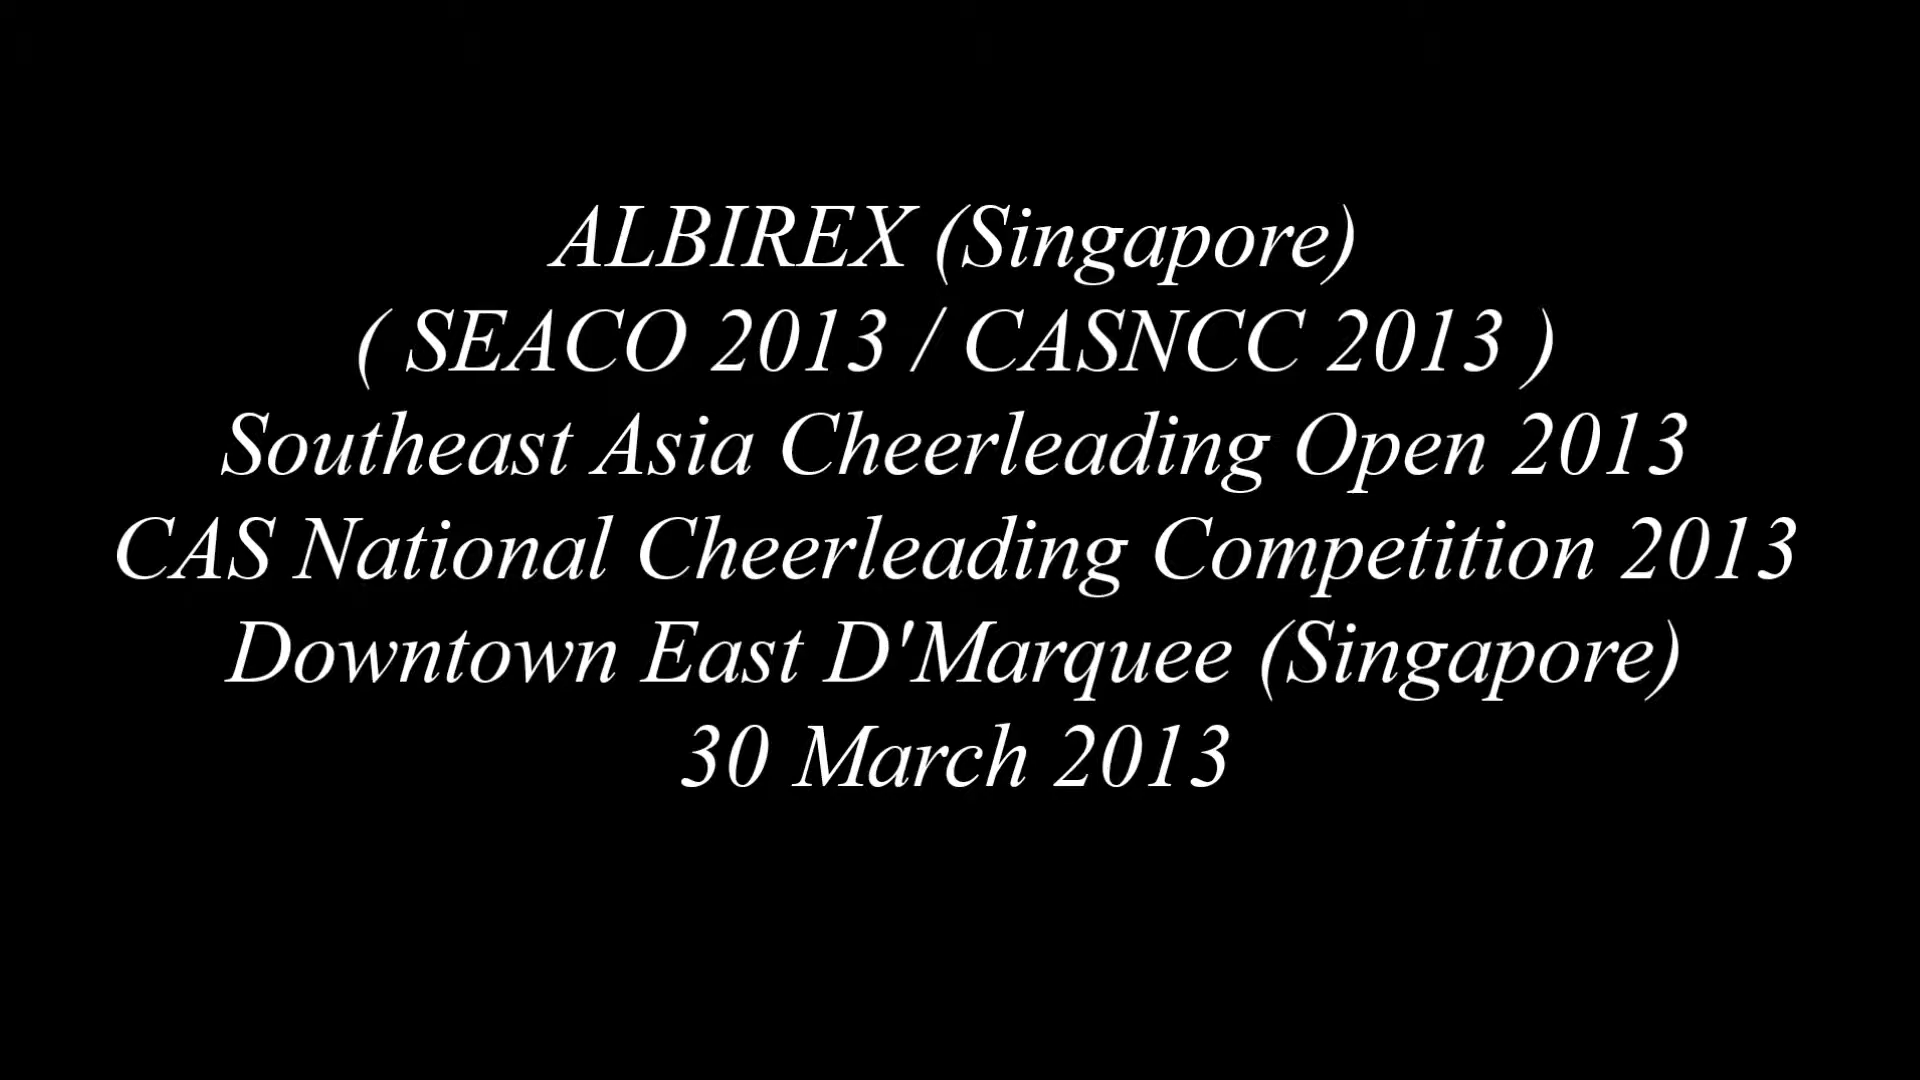 ALBIREX (Singapore)
( SEACO 2013 / CASNCC 2013 )
Southeast Asia Cheerleading Open 2013
CAS National Cheerleading Competition 2013
Downtown East D'Marquee (Singapore)
30 March 2013